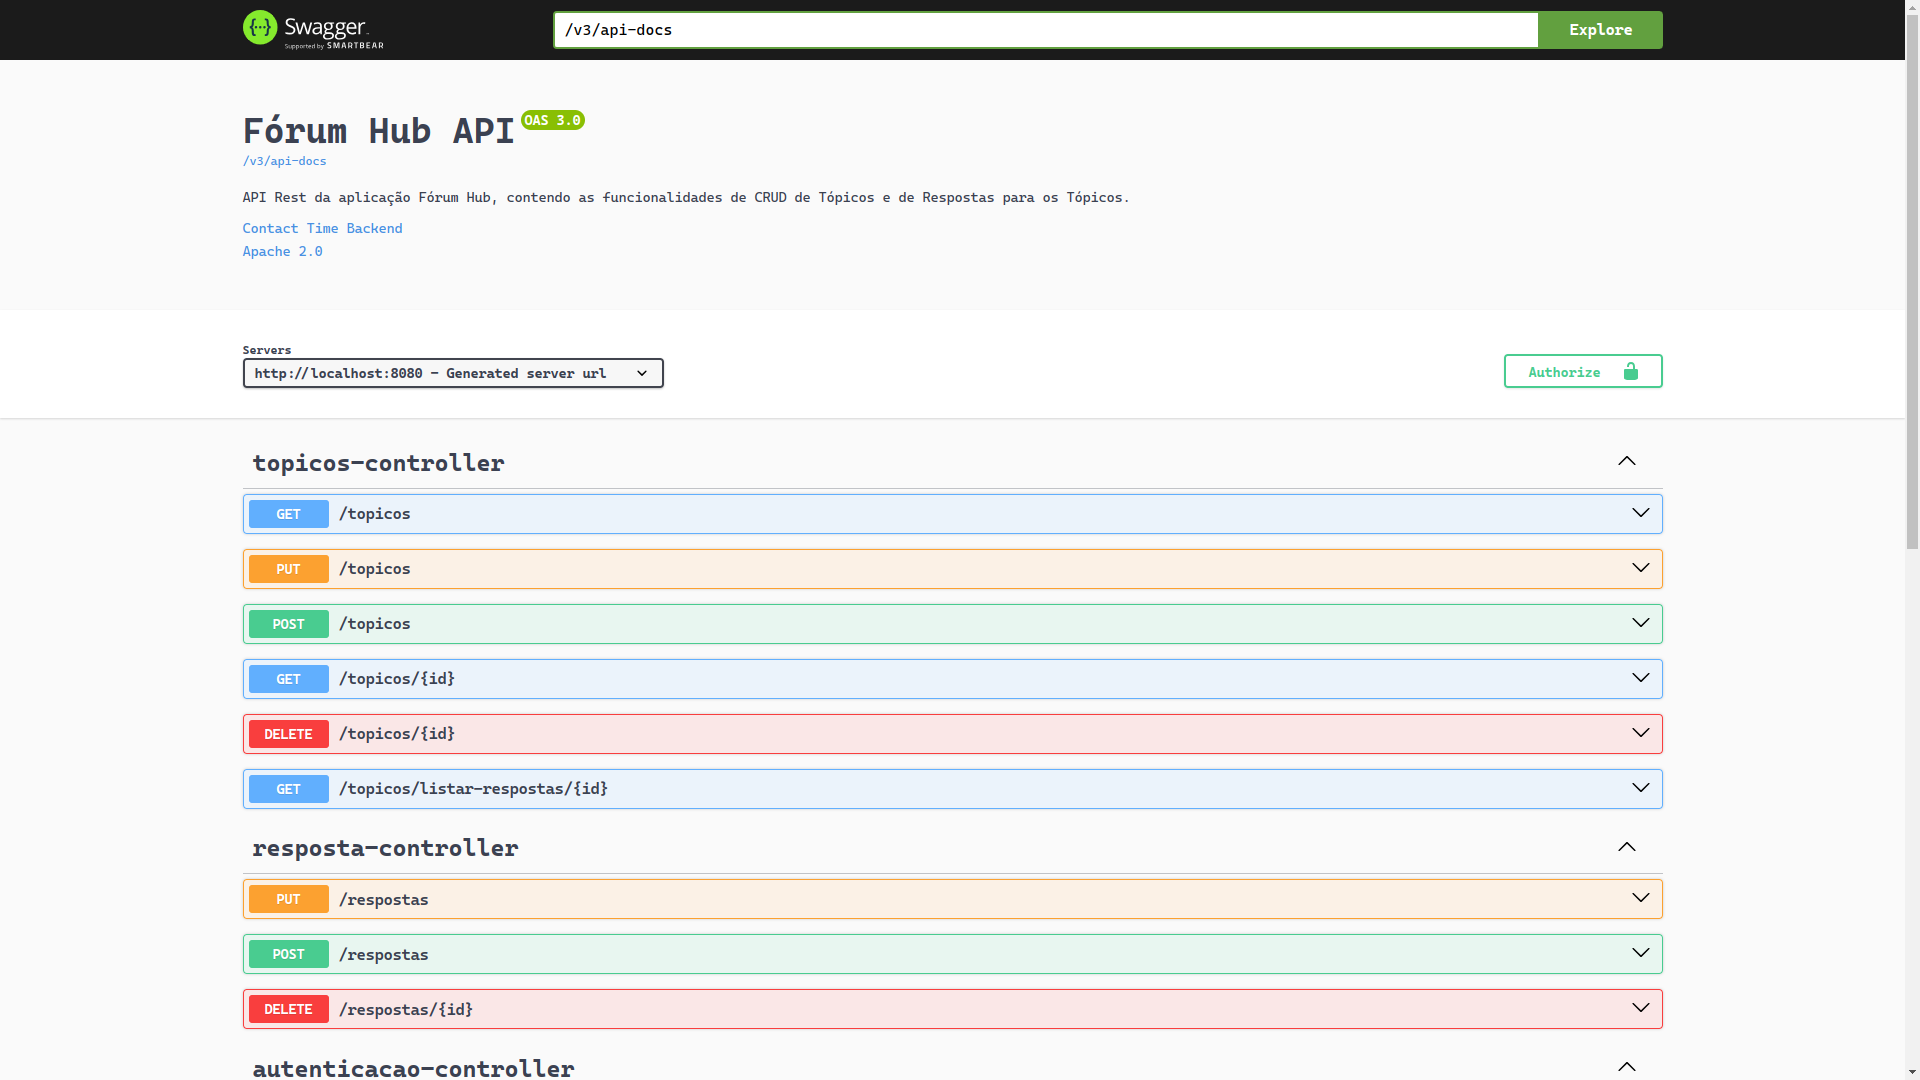 Swagger
Supported by SMARTBEAR
/v3/api-docs
Explore
Fórum Hub API
OAS 3.0
/v3/api-docs
API Rest da aplicação Fórum Hub, contendo as funcionalidades de CRUD de Tópicos e de Respostas para os Tópicos.
Contact Time Backend
Apache 2.0
Servers
http://localhost:8080 - Generated server url
Authorize
topicos-controller
GET /topicos
PUT /topicos
POST /topicos
GET /topicos/{id}
DELETE /topicos/{id}
GET /topicos/listar-respostas/{id}
resposta-controller
PUT /respostas
POST /respostas
DELETE /respostas/{id}
autenticacao-controller